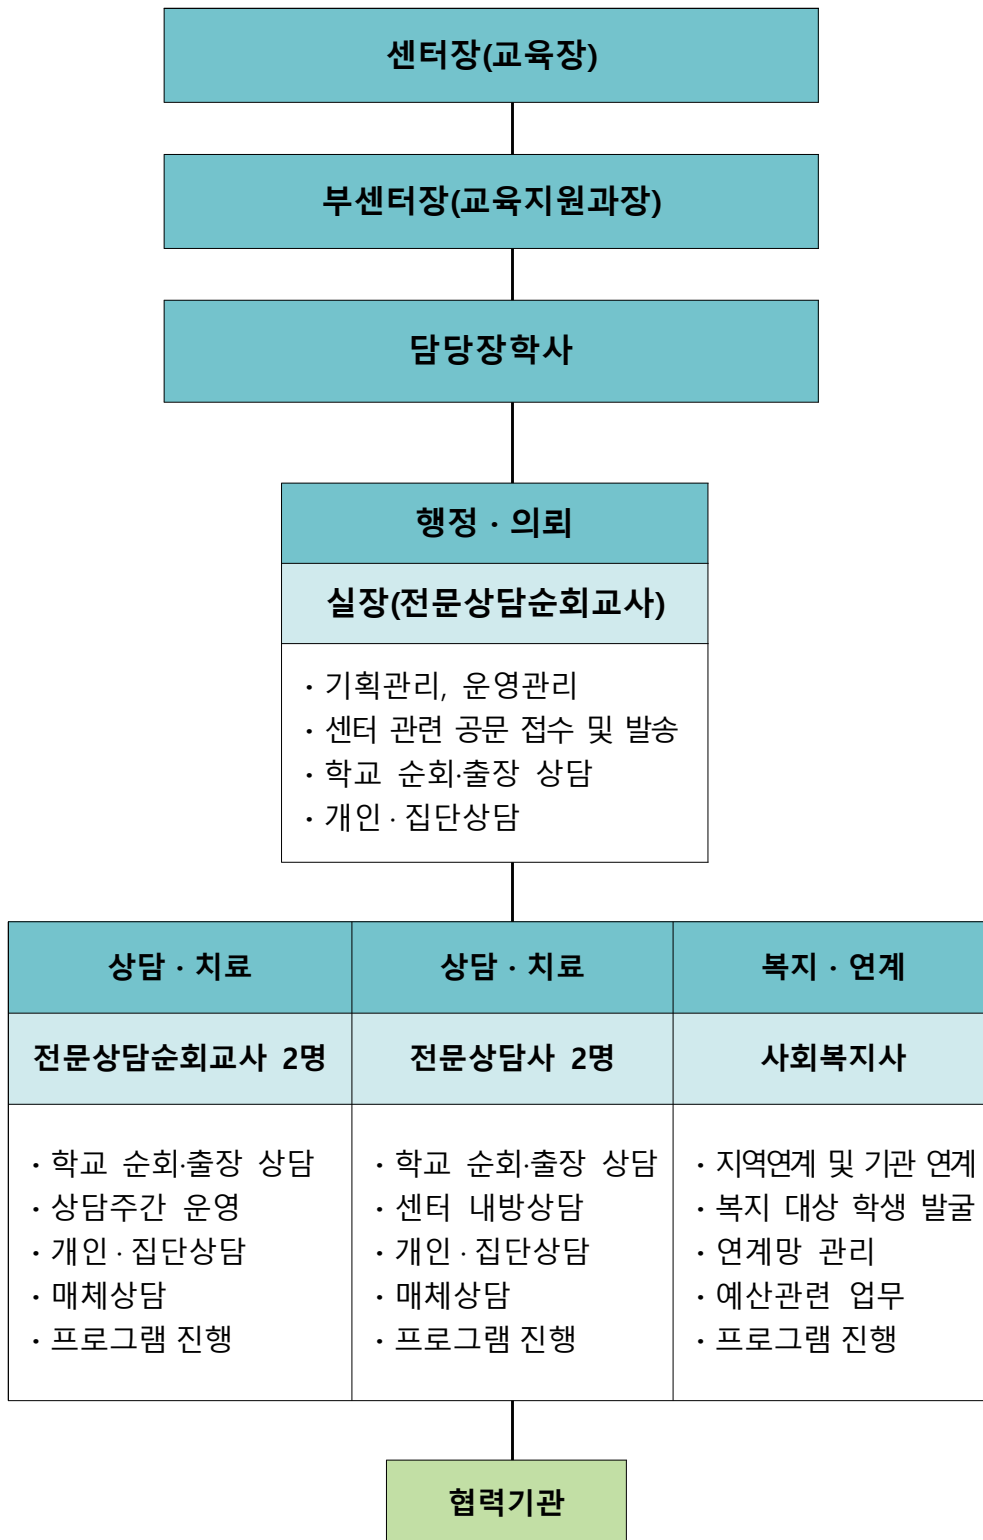 센터장(교육장)
부센터장(교육지원과장)
담당장학사
행정 · 의뢰
실장(전문상담순회교사)
· 기획관리, 운영관리
· 센터 관련 공문 접수 및 발송
· 학교 순회·출장 상담
· 개인 · 집단상담
상담 · 치료
전문상담순회교사 2명
· 학교 순회·출장 상담
· 상담주간 운영
· 개인 · 집단상담
· 매체상담
· 프로그램 진행
상담 · 치료
전문상담사 2명
· 학교 순회·출장 상담
· 센터 내방상담
· 개인 · 집단상담
· 매체상담
· 프로그램 진행
복지 · 연계
사회복지사
· 지역연계 및 기관 연계
· 복지 대상 학생 발굴
· 연계망 관리
· 예산관련 업무
· 프로그램 진행
협력기관